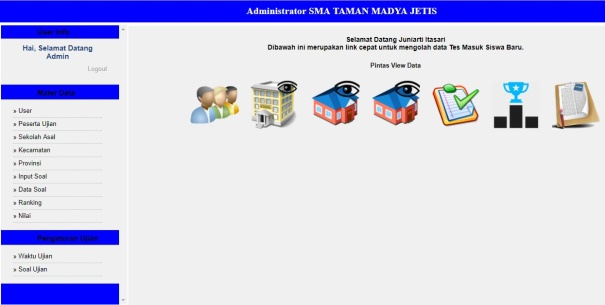 Administrator SMA TAMAN MADYA JETIS
User Info
Hai, Selamat Datang
Admin
Logout
Mater Data
» User
» Peserta Ujian
» Sekolah Asal
» Kecamatan
» Provinsi
» Input Soal
» Data Soal
» Ranking
» Nilai
Pengaturan Ujian
» Waktu Ujian
» Soal Ujian
Selamat Datang Juniarti Itasari
Dibawah ini merupakan link cepat untuk mengolah data Tes Masuk Siswa Baru.
Pintas View Data